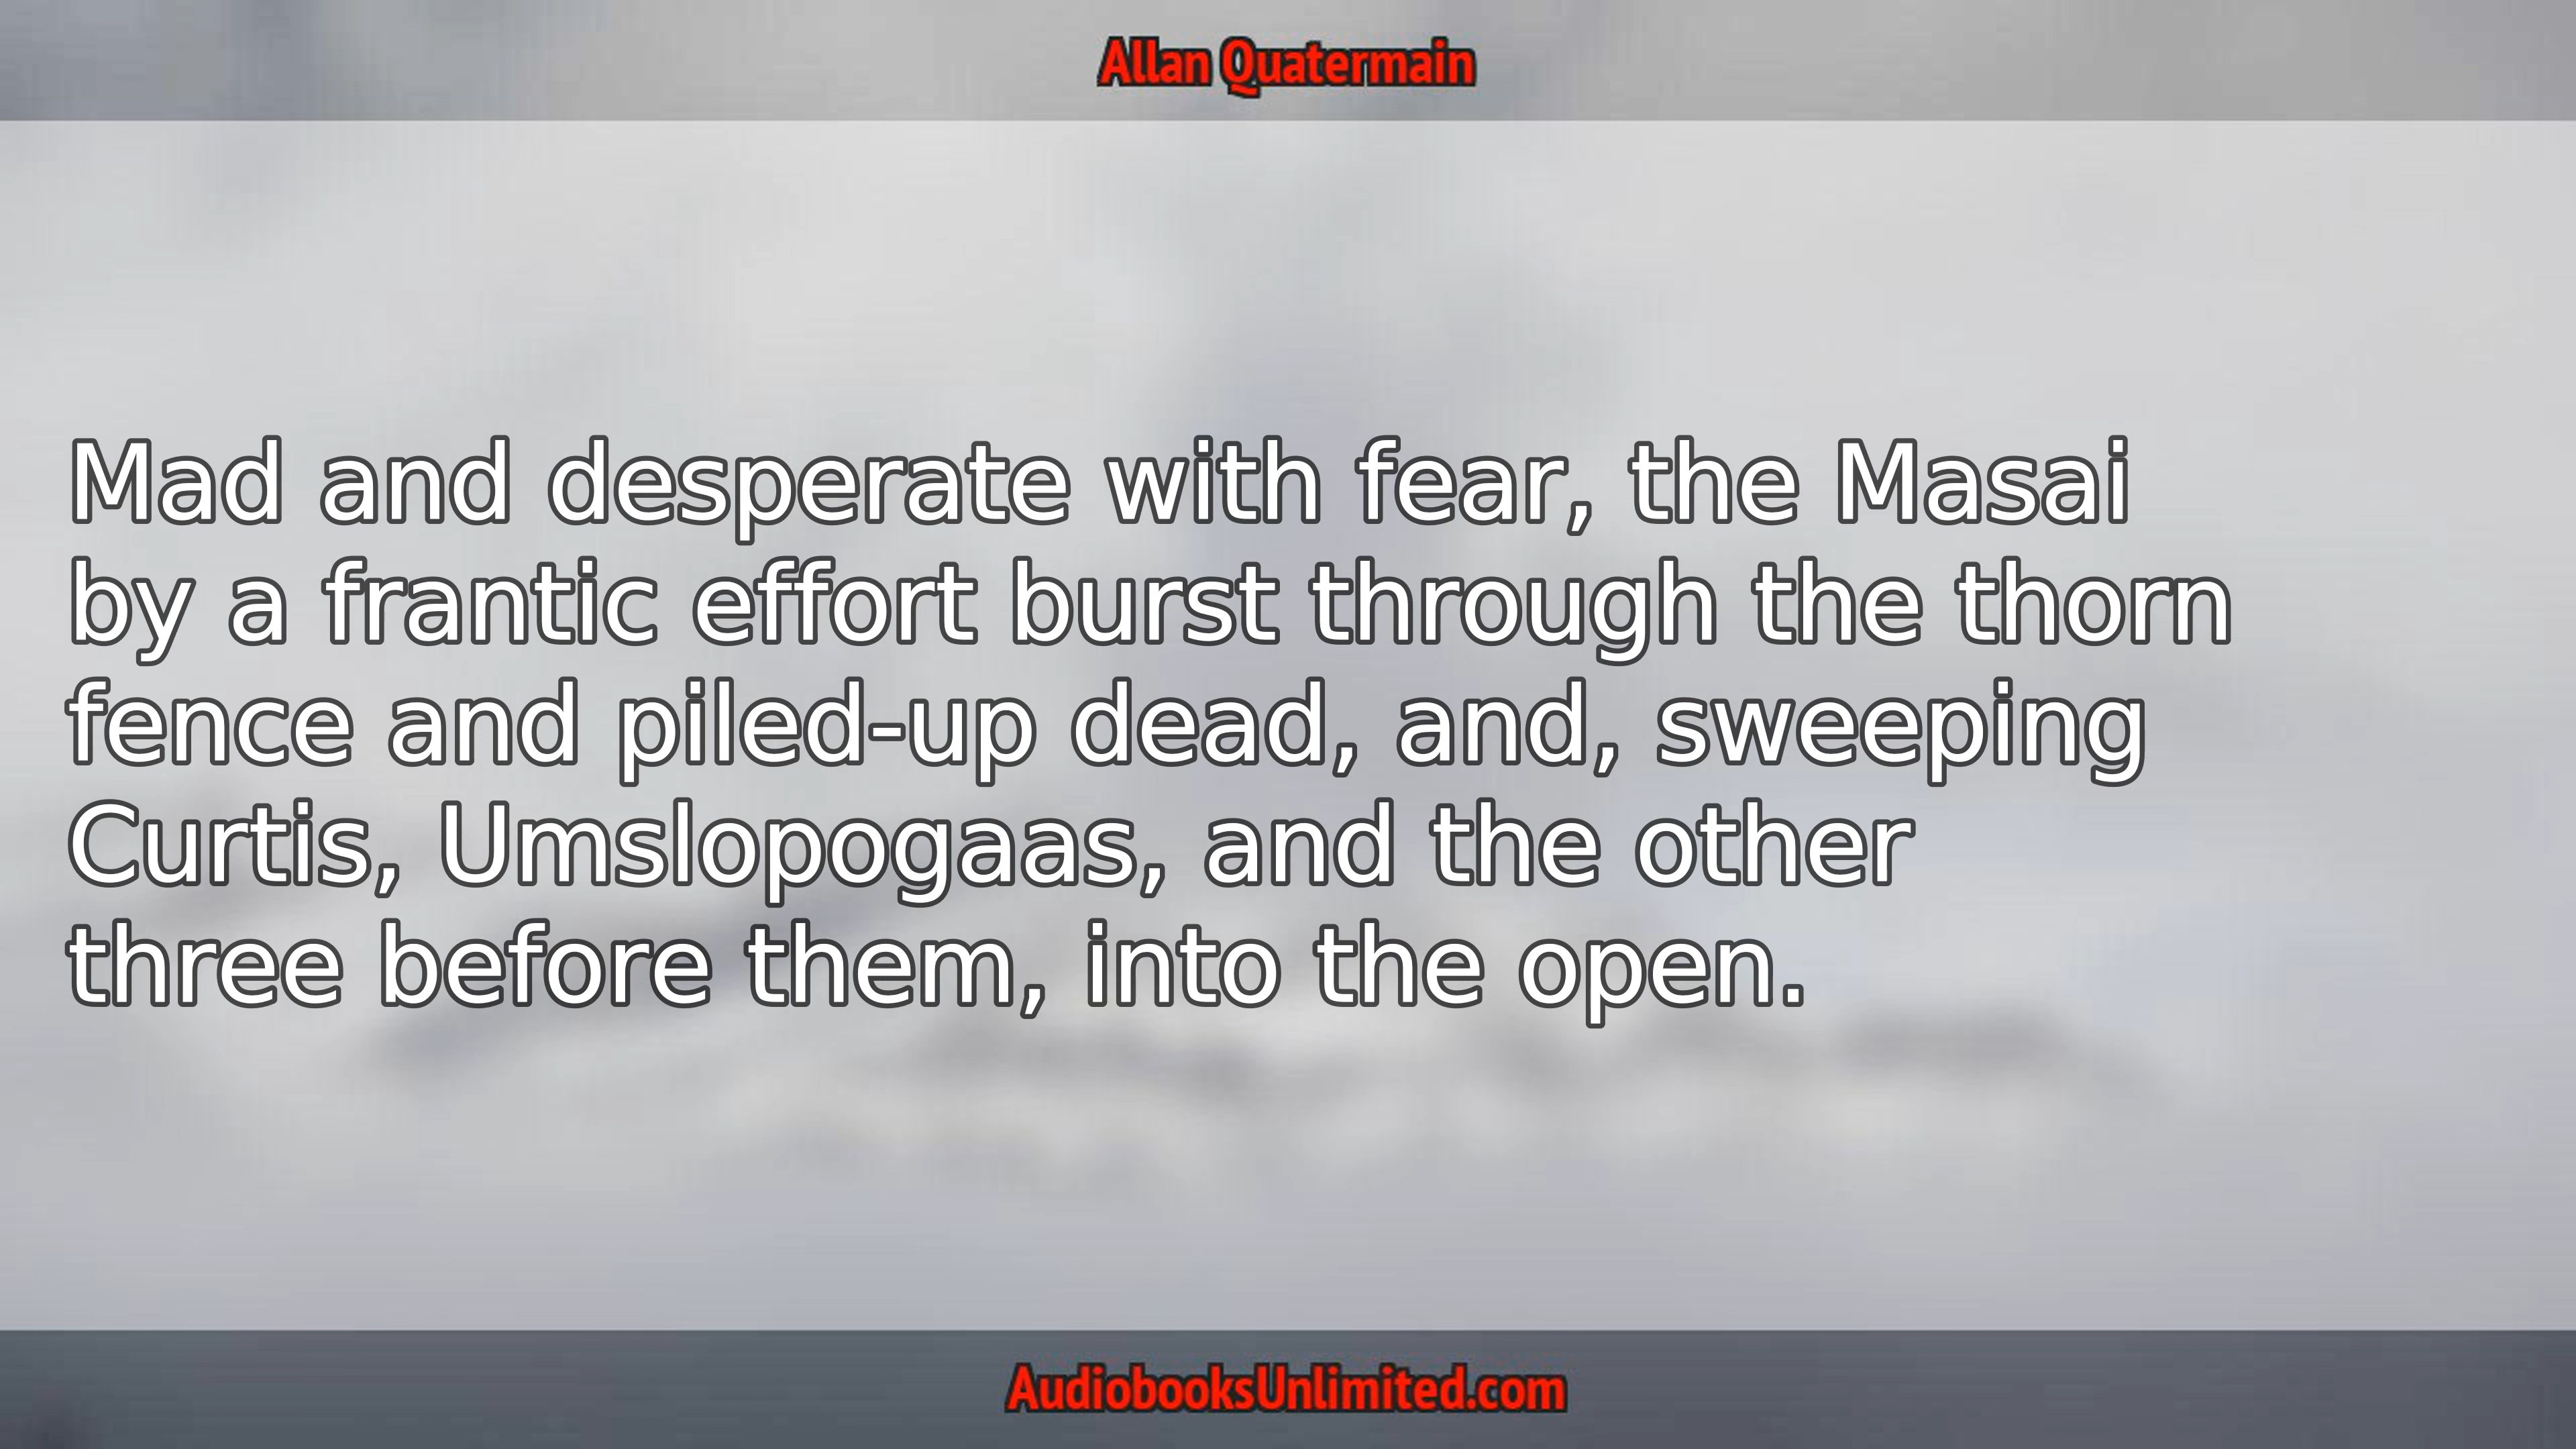 Allan Quatermain
Mad and desperate with fear, the Masai
by a frantic effort burst through the thorn
fence and piled-up dead, and, sweeping
Curtis, Umslopogaas, and the other
three before them, into the open.
AudiobooksUnlimited.com